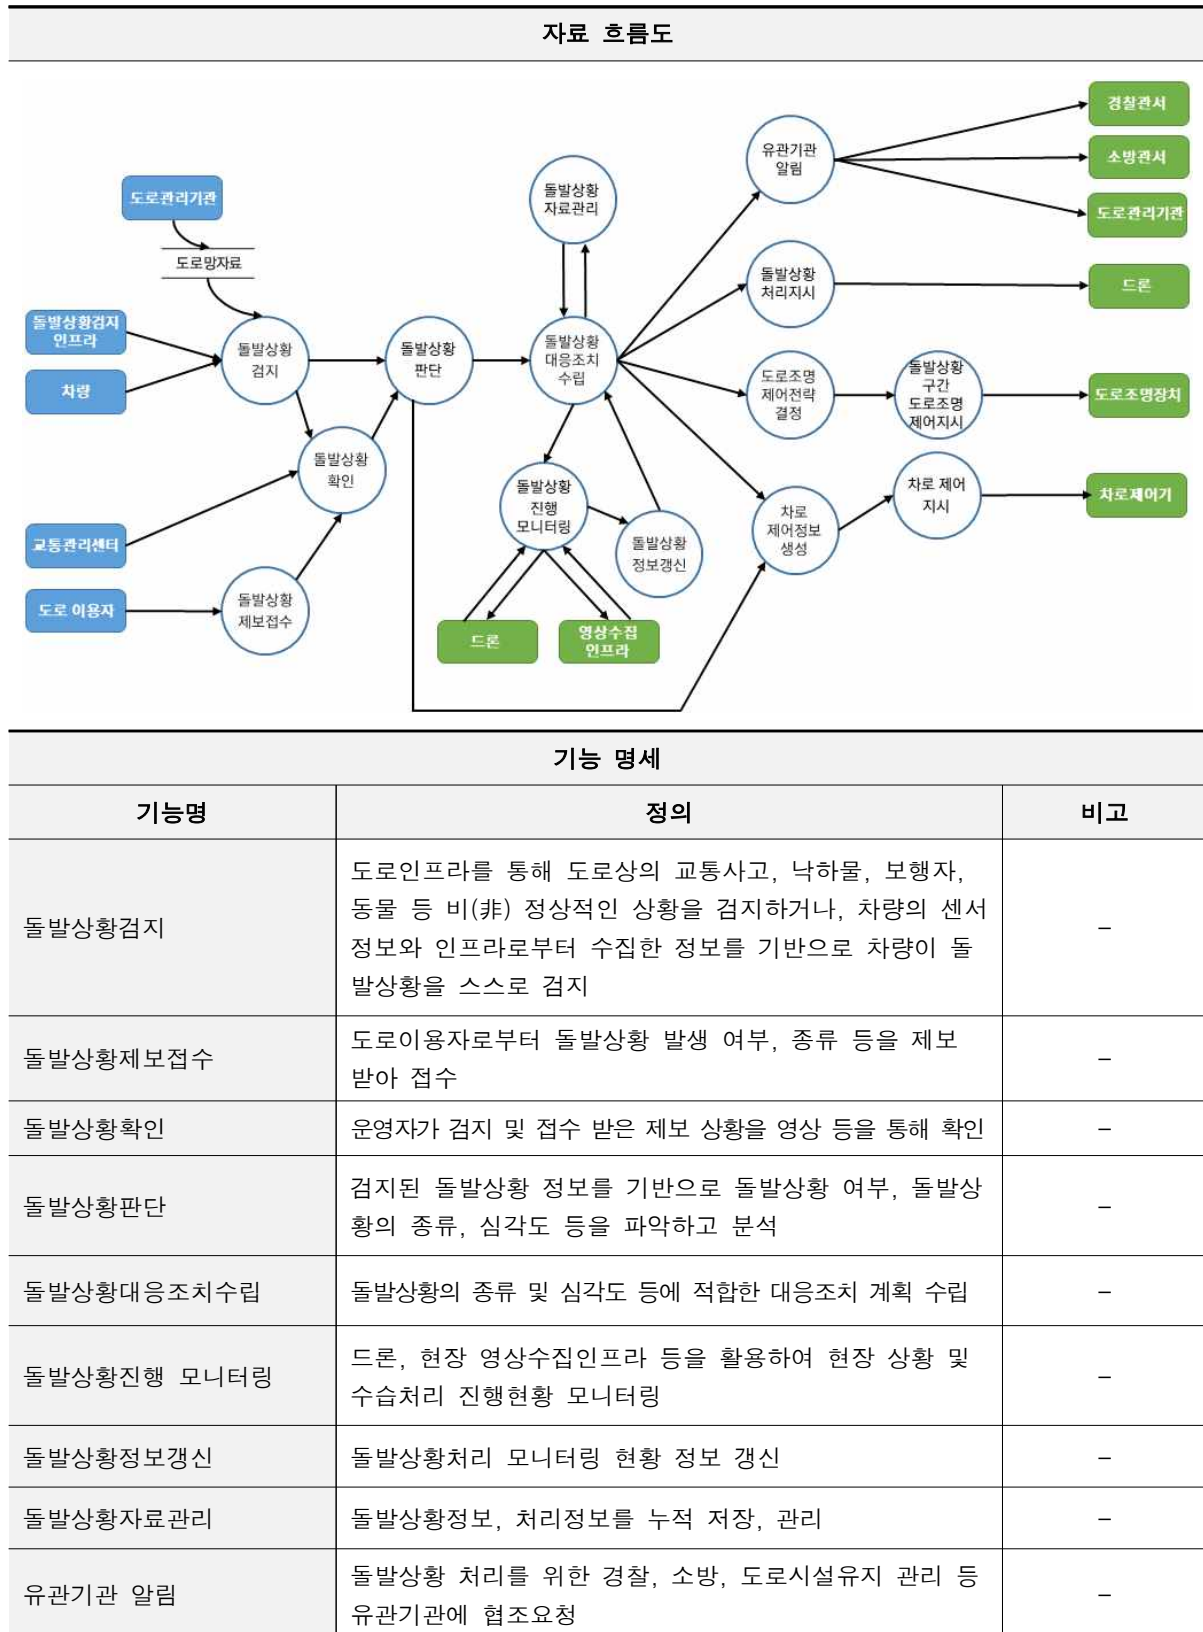 자료 흐름도
경찰관서
유관기관
알림
소방관서
도로관리기관
도로관리기관
돌발상황
자료관리
도로망자료
돌발상황
처리지시
드론
돌발상황검지
인프라
차량
돌발상황
검지
돌발상황
판단
돌발상황
대응조치
수립
도로조명
제어전략
결정
돌발상황
구간
도로조명
제어지시
도로조명장치
돌발상황
확인
돌발상황
진행
모니터링
차로
제어정보
생성
차로 제어
지시
차로제어기
교통관리센터
돌발상황
정보갱신
도로 이용자
돌발상황
제보접수
드론
영상수집
인프라
기능 명세
기능명 정의 비고
돌발상황검지
도로인프라를 통해 도로상의 교통사고, 낙하물, 보행자,
동물 등 비(非) 정상적인 상황을 검지하거나, 차량의 센서
정보와 인프라로부터 수집한 정보를 기반으로 차량이 돌
발상황을 스스로 검지
–
돌발상황제보접수
도로이용자로부터 돌발상황 발생 여부, 종류 등을 제보
받아 접수
–
돌발상황확인 운영자가 검지 및 접수 받은 제보 상황을 영상 등을 통해 확인 –
돌발상황판단
검지된 돌발상황 정보를 기반으로 돌발상황 여부, 돌발상
황의 종류, 심각도 등을 파악하고 분석
–
돌발상황대응조치수립 돌발상황의 종류 및 심각도 등에 적합한 대응조치 계획 수립 –
돌발상황진행 모니터링
드론, 현장 영상수집인프라 등을 활용하여 현장 상황 및
수습처리 진행현황 모니터링
–
돌발상황정보갱신 돌발상황처리 모니터링 현황 정보 갱신 –
돌발상황자료관리 돌발상황정보, 처리정보를 누적 저장, 관리 –
유관기관 알림
돌발상황 처리를 위한 경찰, 소방, 도로시설유지 관리 등
유관기관에 협조요청
–